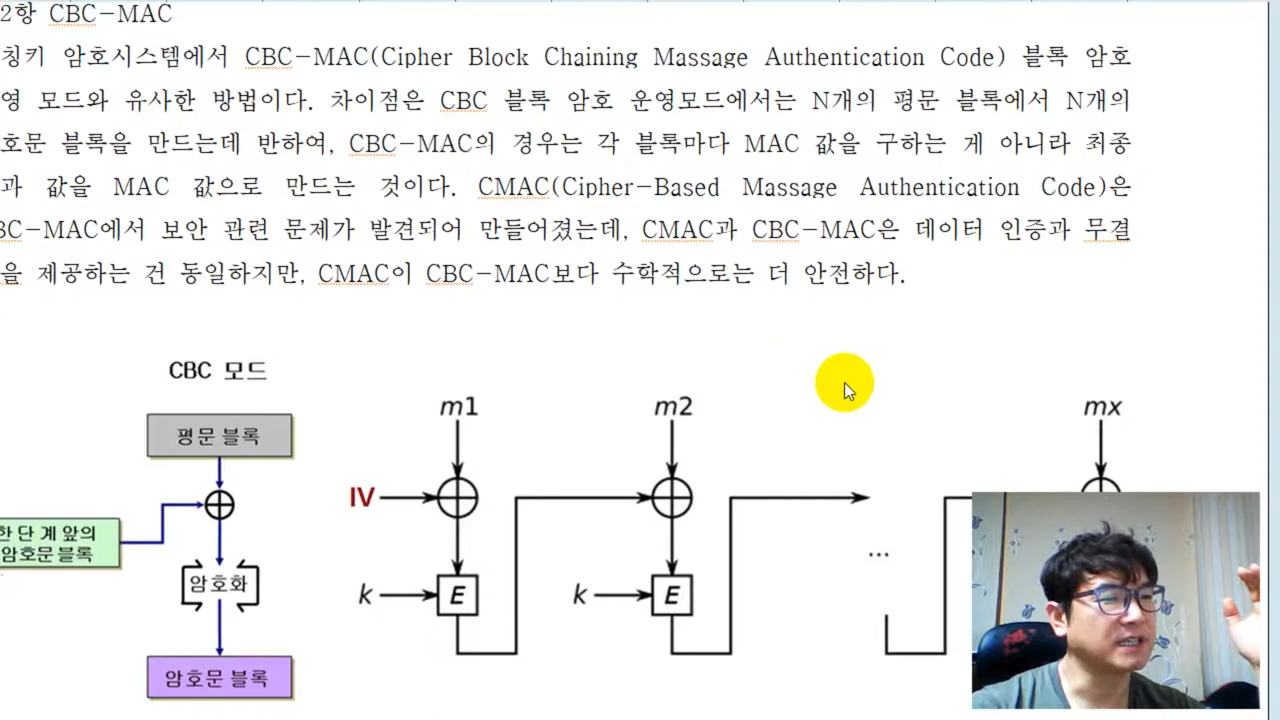 2항 CBC-MAC
칭키 암호시스템에서 CBC-MAC(Cipher Block Chaining Massage Authentication Code) 블록 암호
영 모드와 유사한 방법이다. 차이점은 CBC 블록 암호 운영모드에서는 N개의 평문 블록에서 N개의
호문 블록을 만드는데 반하여, CBC-MAC의 경우는 각 블록마다 MAC 값을 구하는 게 아니라 최종
과 값을 MAC 값으로 만드는 것이다. CMAC(Cipher-Based Massage Authentication Code)은
BC-MAC에서 보안 관련 문제가 발견되어 만들어졌는데, CMAC과 CBC-MAC은 데이터 인증과 무결
을 제공하는 건 동일하지만, CMAC이 CBC-MAC보다 수학적으로는 더 안전하다.
CBC 모드
평문 블록
한 단 계 앞의
암호문 블록
암호화
암호문 블록
m1 m2 mx
IV
...
k E k E